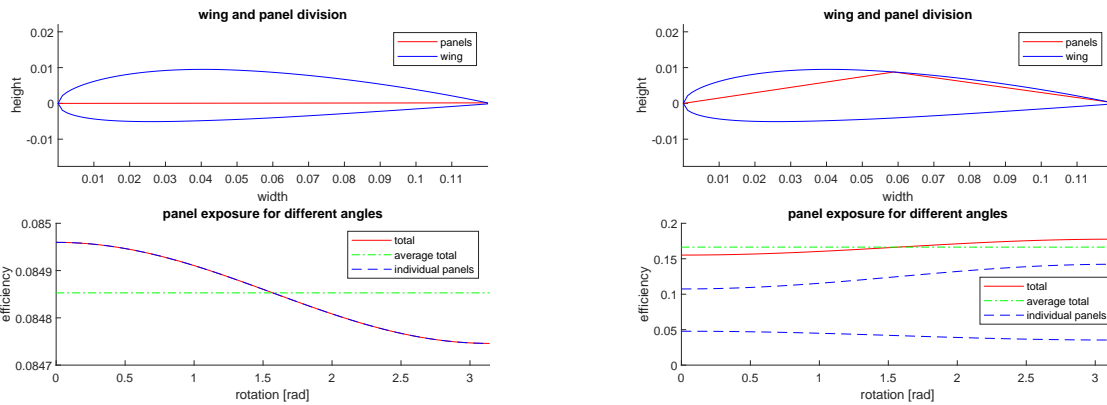 wing and panel division
0.02
0.01
0
-0.01
height
panels
wing
0.01 0.02 0.03 0.04 0.05 0.06 0.07 0.08 0.09 0.1 0.11
width
panel exposure for different angles
0.085
0.0849
0.0848
0.0847
efficiency
total
average total
individual panels
0 0.5 1 1.5 2 2.5 3
rotation [rad]
wing and panel division
0.02
0.01
0
-0.01
height
panels
wing
0.01 0.02 0.03 0.04 0.05 0.06 0.07 0.08 0.09 0.1 0.11
width
panel exposure for different angles
0.2
0.15
0.1
0.05
0
efficiency
total
average total
individual panels
0 0.5 1 1.5 2 2.5 3
rotation [rad]